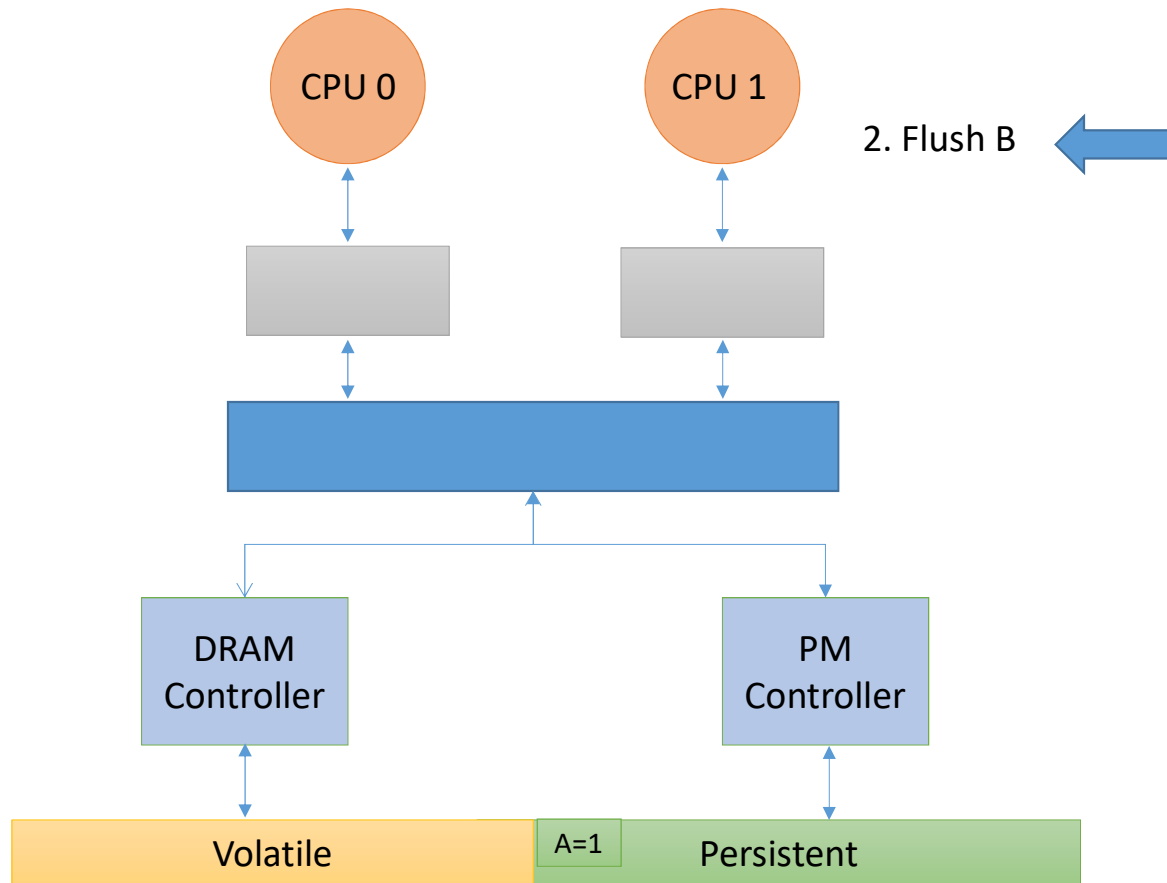 CPU 0
CPU 1
2. Flush B
DRAM
Controller
PM
Controller
Volatile
A=1
Persistent